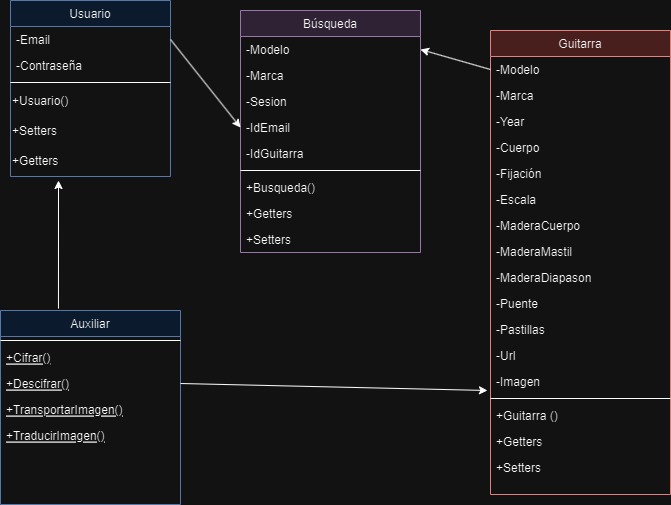 Usuario
-Email
-Contraseña
+Usuario()
+Setters
+Getters
Búsqueda
-Modelo
-Marca
-Sesion
-IdEmail
-IdGuitarra
+Busqueda()
+Getters
+Setters
Guitarra
-Modelo
-Marca
-Year
-Cuerpo
-Fijación
-Escala
-MaderaCuerpo
-MaderaMastil
-MaderaDiapason
-Puente
-Pastillas
-Url
-Imagen
+Guitarra ()
+Getters
+Setters
Auxiliar
+Cifrar()
+Descifrar()
+TransportarImagen()
+TraducirImagen()